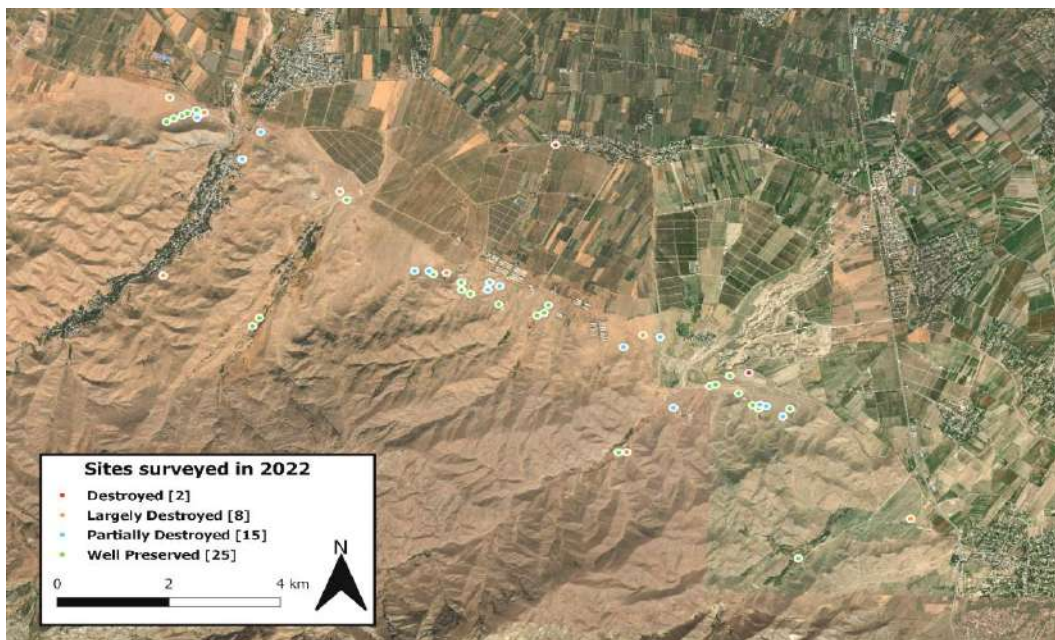 Sites surveyed in 2022
Destroyed [2]
Largely Destroyed [8]
Partially Destroyed [15]
Well Preserved [25]
0 2 4 km
N